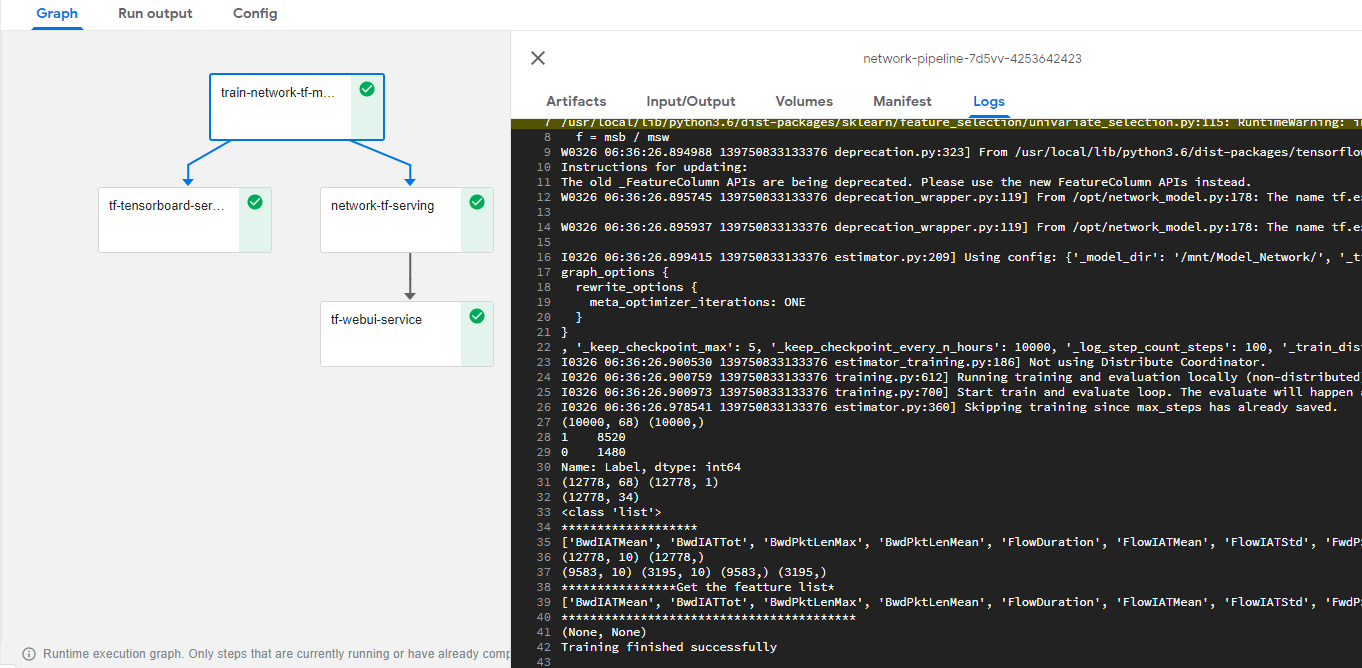 Graph Run output Config
network-pipeline-7d5vv-4253642423
train-network-tf-m...
tf-tensorboard-ser...
network-tf-serving
tf-webui-service
Runtime execution graph. Only steps that are currently running or have already comp
Artifacts Input/Output Volumes Manifest Logs
7 /usr/local/lib/python3.6/dist-packages/sklearn/feature_selection/univariate_selection.py:115: RuntimeWarning: i
8 f = msb / msw
9 W0326 06:36:26.894988 139750833133376 deprecation.py:323] From /usr/local/lib/python3.6/dist-packages/tensorflow
10 Instructions for updating:
11 The old _FeatureColumn APIs are being deprecated. Please use the new FeatureColumn APIs instead.
12 W0326 06:36:26.895745 139750833133376 deprecation_wrapper.py:119] From /opt/network_model.py:178: The name tf.es
13
14 W0326 06:36:26.895937 139750833133376 deprecation_wrapper.py:119] From /opt/network_model.py:178: The name tf.es
15
16 I0326 06:36:26.899415 139750833133376 estimator.py:209] Using config: {'_model_dir': '/mnt/Model_Network/', '_t
17 graph_options {
18 rewrite_options {
19 meta_optimizer_iterations: ONE
20 }
21 }
22 , '_keep_checkpoint_max': 5, '_keep_checkpoint_every_n_hours': 10000, '_log_step_count_steps': 100, '_train_dis
23 I0326 06:36:26.900530 139750833133376 estimator_training.py:186] Not using Distribute Coordinator.
24 I0326 06:36:26.900759 139750833133376 training.py:612] Running training and evaluation locally (non-distributed)
25 I0326 06:36:26.900973 139750833133376 training.py:700] Start train and evaluate loop. The evaluate will happen
26 I0326 06:36:26.978541 139750833133376 estimator.py:360] Skipping training since max_steps has already saved.
27 (10000, 68) (10000,)
28 1 8520
29 0 1480
30 Name: Label, dtype: int64
31 (12778, 68) (12778, 1)
32 (12778, 34)
33 <class 'list'>
34 *******************
35 ['BwdIATMean', 'BwdIATTot', 'BwdPktLenMax', 'BwdPktLenMean', 'FlowDuration', 'FlowIATMean', 'FlowIATStd', 'FwdPS
36 (12778, 10) (12778,)
37 (9583, 10) (3195, 10) (9583,) (3195,)
38 ****************Get the featture list*
39 ['BwdIATMean', 'BwdIATTot', 'BwdPktLenMax', 'BwdPktLenMean', 'FlowDuration', 'FlowIATMean', 'FlowIATStd', 'FwdPS
40 *****************************************
41 (None, None)
42 Training finished successfully
43